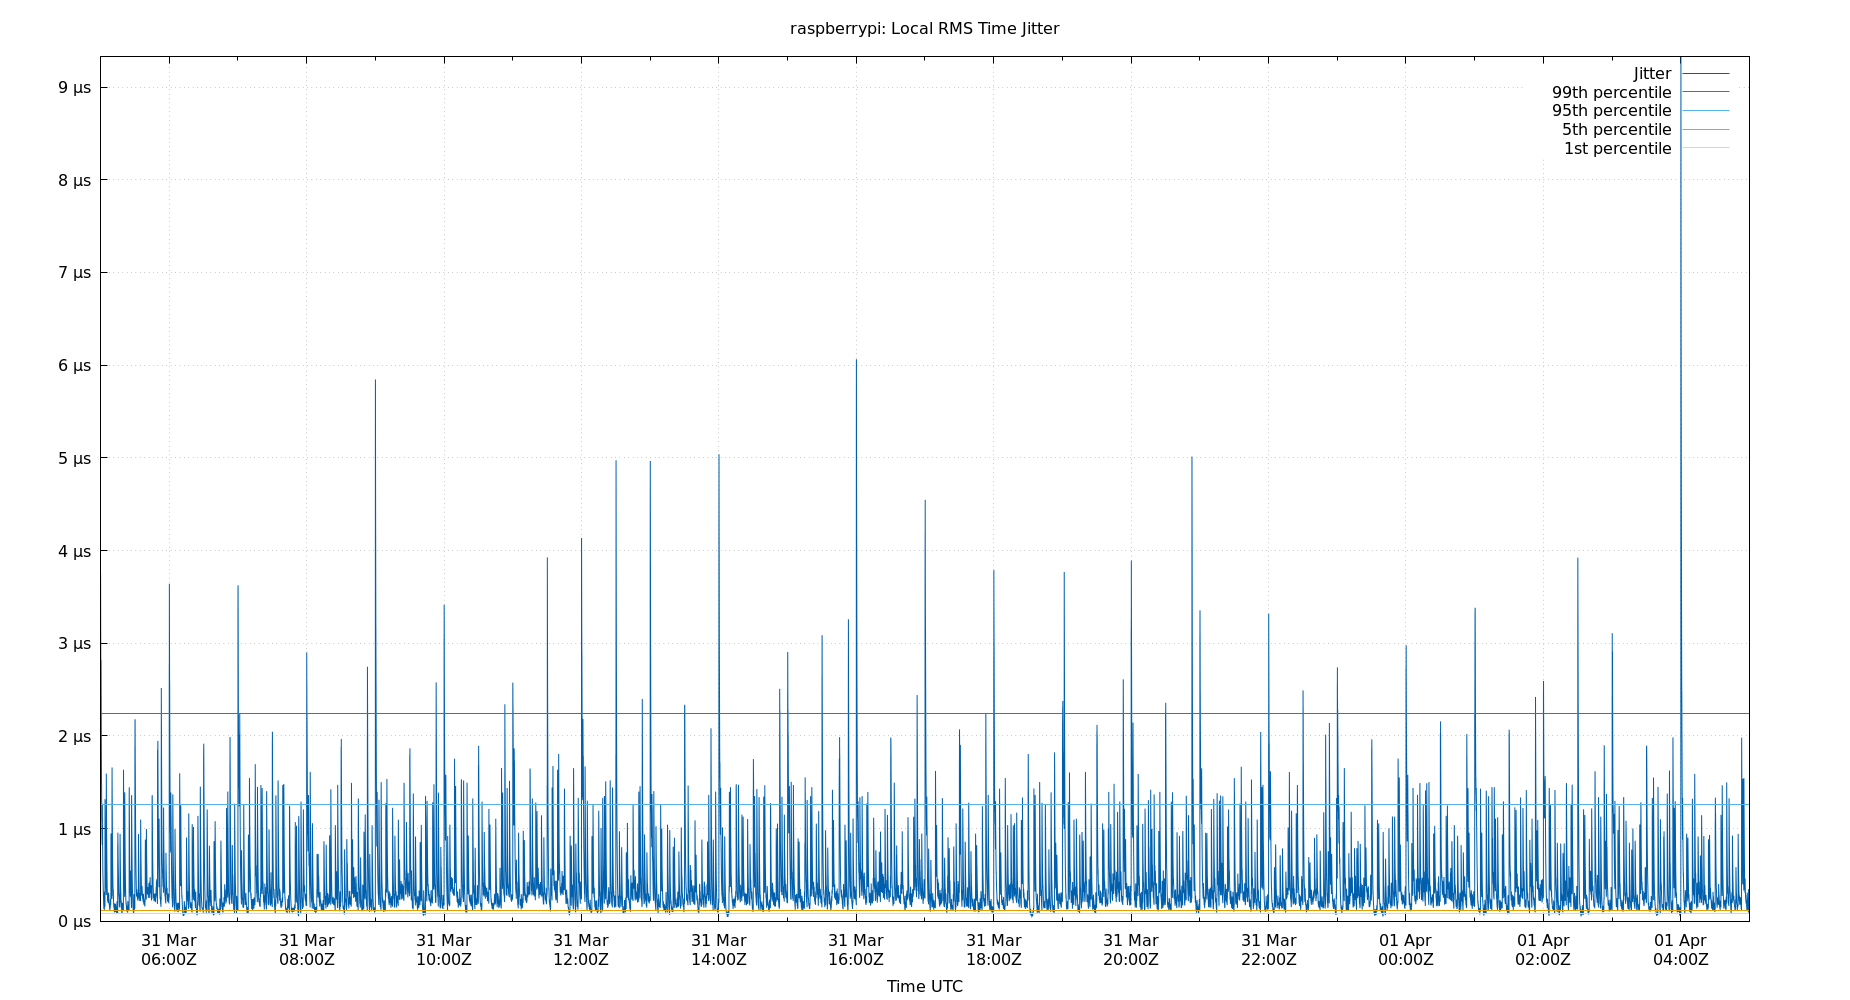 raspberrypi: Local RMS Time Jitter
Jitter
99th percentile
95th percentile
5th percentile
1st percentile
9 µs
8 µs
7 µs
6 µs
5 µs
4 µs
3 µs
2 µs
1 µs
0 µs
31 Mar 31 Mar 31 Mar 31 Mar 31 Mar 31 Mar 31 Mar 31 Mar 31 Mar 01 Apr 01 Apr 01 Apr
06:00Z 08:00Z 10:00Z 12:00Z 14:00Z 16:00Z 18:00Z 20:00Z 22:00Z 00:00Z 02:00Z 04:00Z
Time UTC